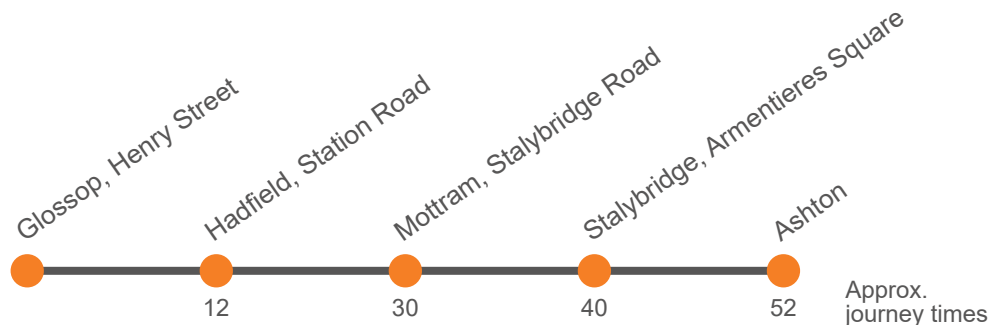 Glossop, Henry Street
Hadfield, Station Road
Mottram, Stalybridge Road
Stalybridge, Armentieres Square
Ashton
12
30
40
52
Approx.
journey times